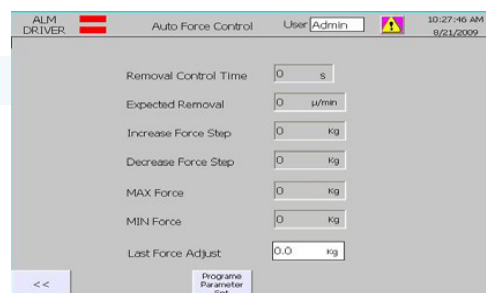 ALM DRIVER Auto Force Control User Admin 10:27:46 AM
8/21/2009
Removal Control Time 0 s
Expected Removal 0 µ/min
Increase Force Step 0 Kg
Decrease Force Step 0 Kg
MAX Force 0 Kg
MIN Force 0 Kg
Last Force Adjust 0.0 Kg
<< Programe
Parameter
Set